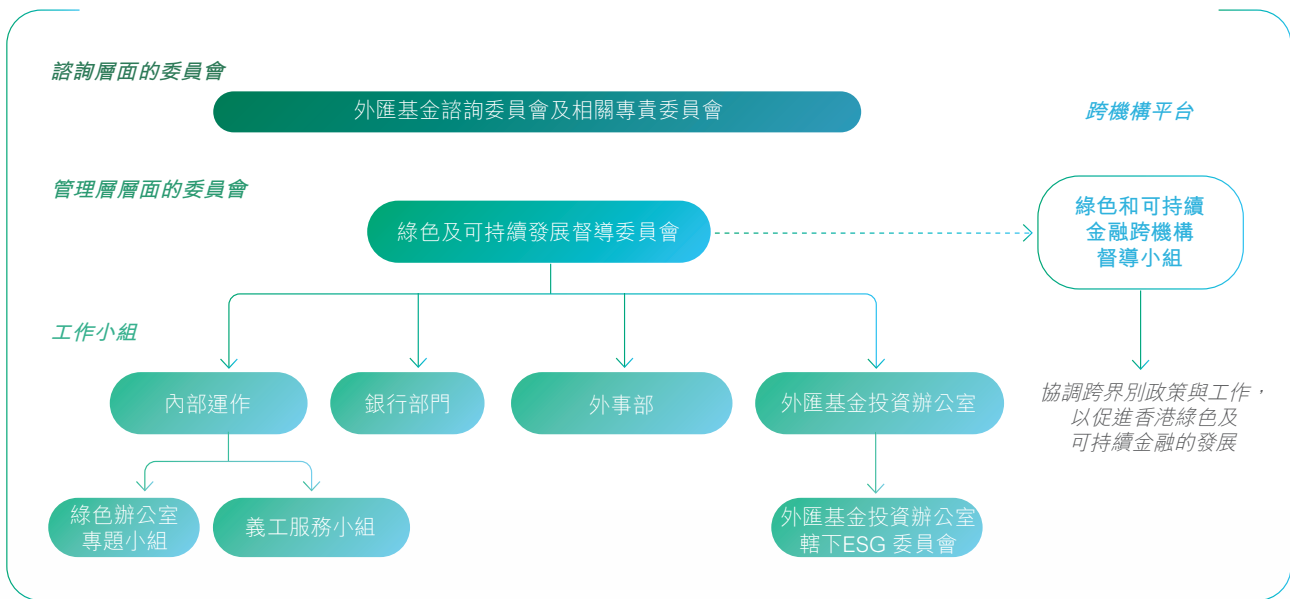 諮詢層面的委員會
外匯基金諮詢委員會及相關專責委員會
跨機構平台
管理層層面的委員會
綠色及可持續發展督導委員會
綠色和可持續
金融跨機構
督導小組
工作小組
內部運作
銀行部門
外事部
外匯基金投資辦公室
協調跨界別政策與工作，
以促進香港綠色及
可持續金融的發展
綠色辦公室
專題小組
義工服務小組
外匯基金投資辦公室
轄下ESG 委員會